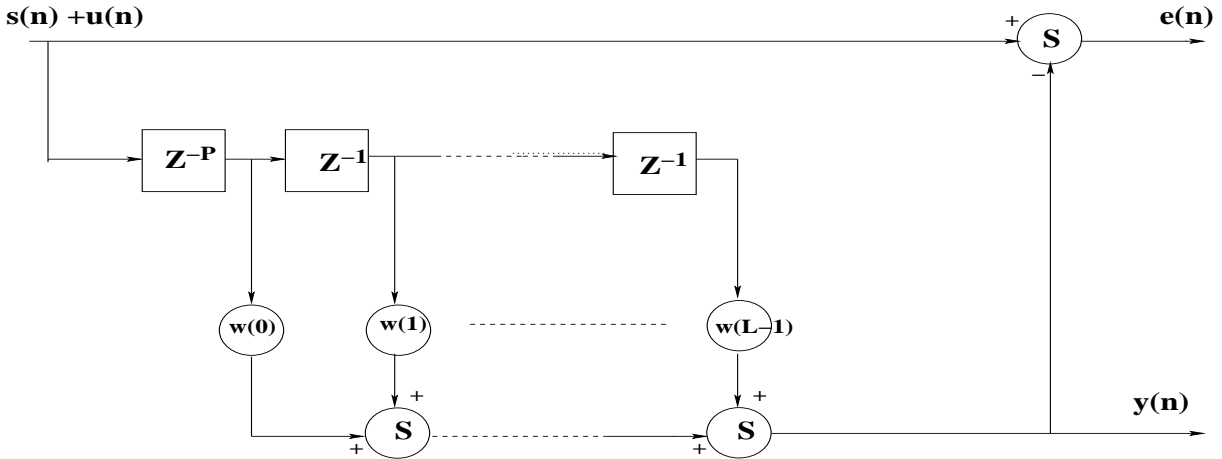 s(n) +u(n)
e(n)
+
S
−
Z−P
Z−1
Z−1
w(0)
w(1)
w(L−1)
+
+
y(n)
S
S
+
+